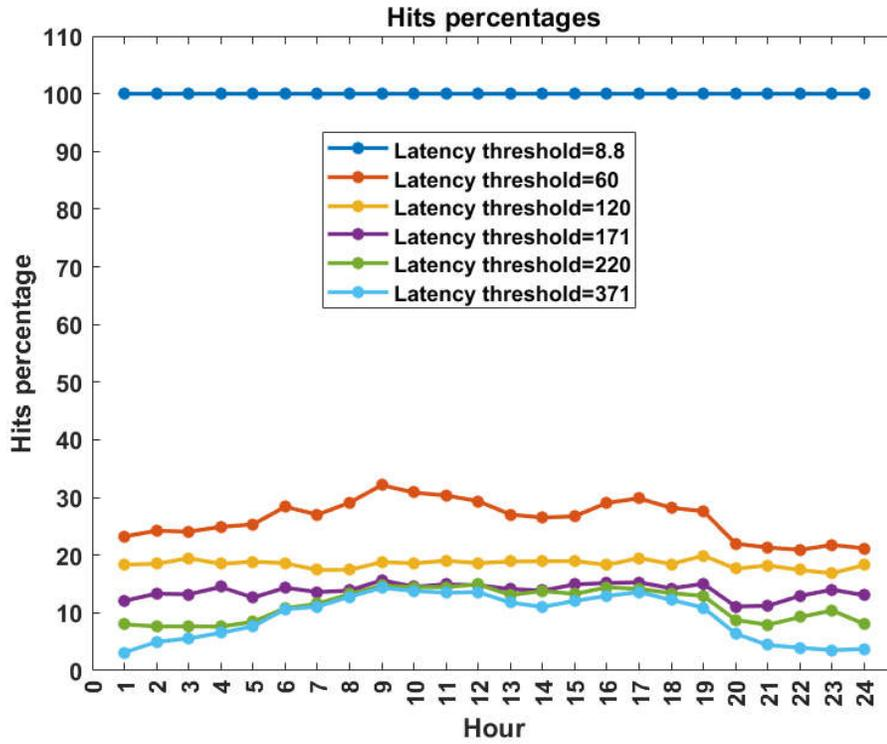 Hits percentages
110
100
90
80
70
60
50
40
30
20
10
0
Hits percentage
Latency threshold=8.8
Latency threshold=60
Latency threshold=120
Latency threshold=171
Latency threshold=220
Latency threshold=371
0 1 2 3 4 5 6 7 8 9 10 11 12 13 14 15 16 17 18 19 20 21 22 23 24
Hour